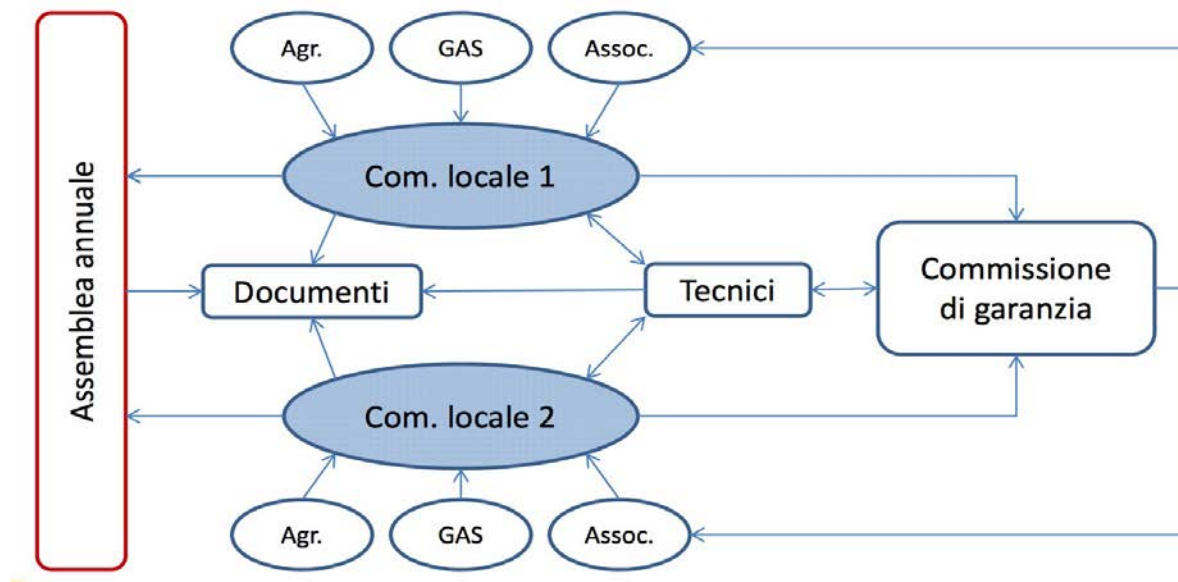 Agr.
GAS
Assoc.
Com. locale 1
Assemblea annuale
Documenti
Tecnici
Commissione
di garanzia
Com. locale 2
Agr.
GAS
Assoc.